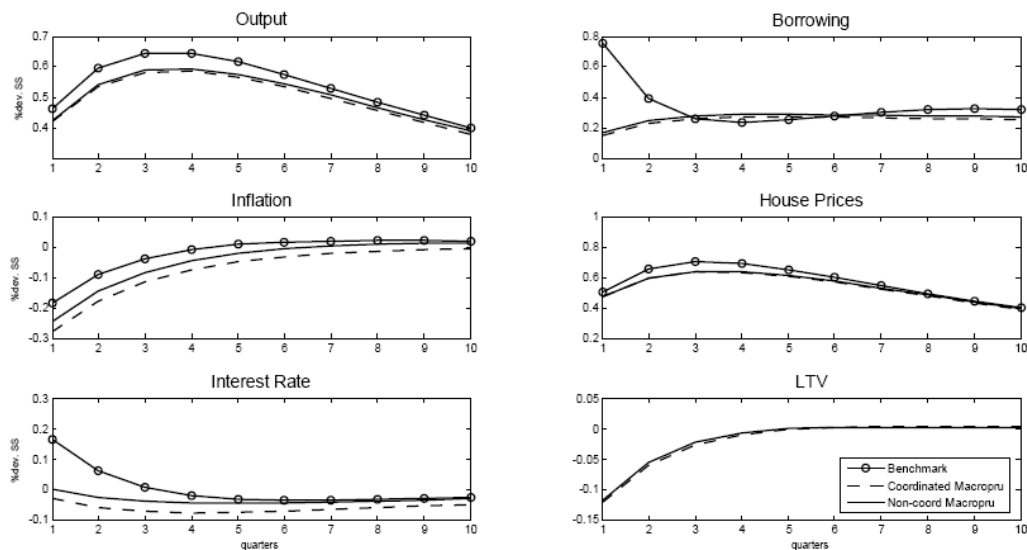 Output
%dev. SS
0.7
0.6
0.5
0.4
1 2 3 4 5 6 7 8 9 10
Borrowing
0.8
0.6
0.4
0.2
0
1 2 3 4 5 6 7 8 9 10
Inflation
%dev. SS
0.1
0
-0.1
-0.2
-0.3
1 2 3 4 5 6 7 8 9 10
House Prices
1
0.8
0.6
0.4
0.2
1 2 3 4 5 6 7 8 9 10
Interest Rate
%dev. SS
0.3
0.2
0.1
0
-0.1
1 2 3 4 5 6 7 8 9 10
quarters
LTV
0.05
0
-0.05
-0.1
-0.15
1 2 3 4 5 6 7 8 9 10
quarters
Benchmark
Coordinated Macropru
Non-coord Macropru